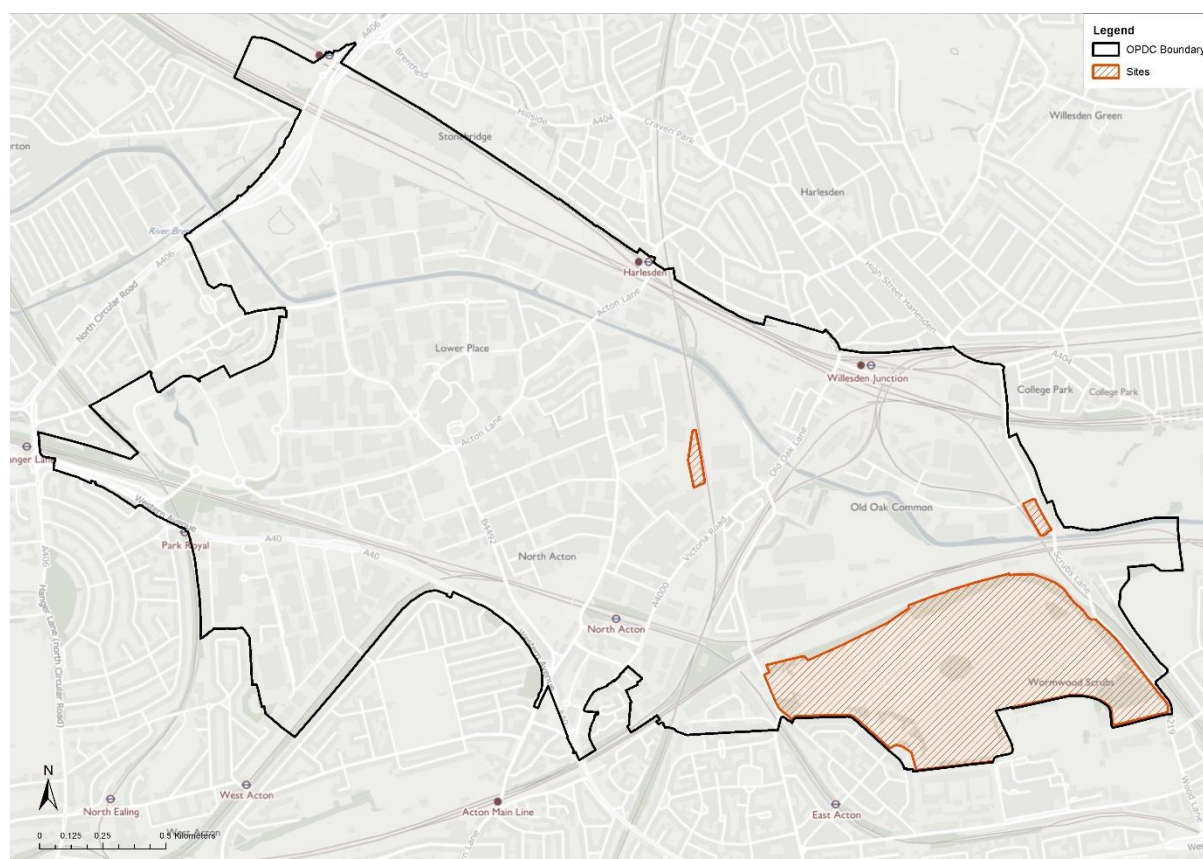 Legend
OPDC Boundary
Sites
A406
Brentfield
Hillside
A404
Craven Park
Stonebridge
Willesden Green
Harlesden
North Circular Road
A406
Harlesden
Acton Lane
High Street Harlesden
Lower Place
A404
Willesden Junction
College Park
College Park
Acton Lane
Old Oak Lane
Old Oak Common
Western Avenue
Park Royal
A40
A40
B4492
Victoria Road
North Acton
Scrubs Lane
A406
Hanger Lane (north Circular Road)
North Acton
A4000
Wormwood Scrubs
A219
Wood Lane
N
West Acton
North Ealing
Acton Main Line
East Acton
West Acton
0 0.125 0.25 0.5 Kilometers